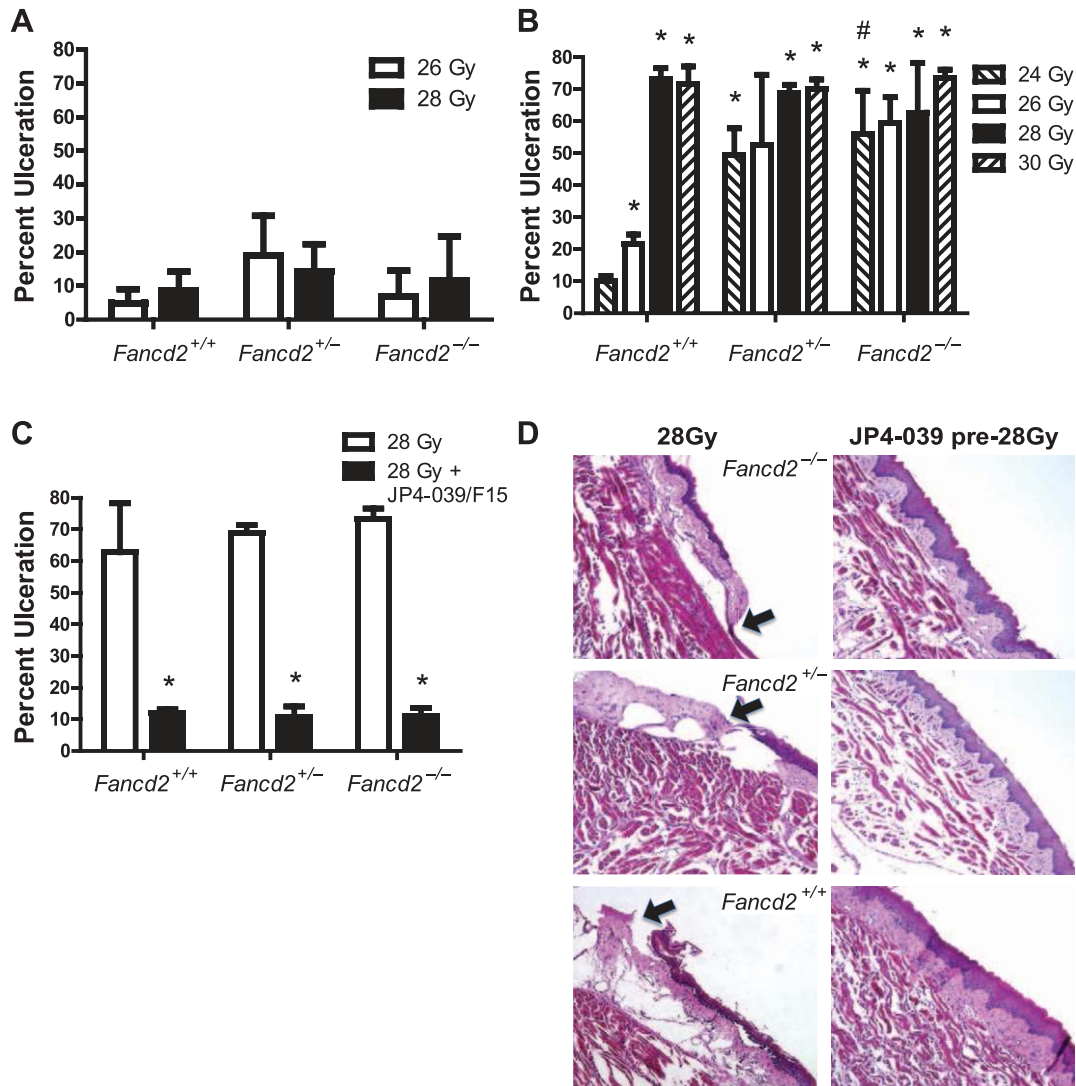 A
26 Gy
28 Gy
Percent Ulceration
80
70
60
50
40
30
20
10
0
Fancd2+/+
Fancd2+/–
Fancd2–/–
B
24 Gy
26 Gy
28 Gy
30 Gy
Percent Ulceration
80
70
60
50
40
30
20
10
0
* * * * * * # * * * *
Fancd2+/+
Fancd2+/–
Fancd2–/–
C
28 Gy
28 Gy +
JP4-039/F15
Percent Ulceration
80
70
60
50
40
30
20
10
0
* * *
Fancd2+/+
Fancd2+/–
Fancd2–/–
D
28Gy
JP4-039 pre-28Gy
Fancd2–/–
Fancd2+/–
Fancd2+/+